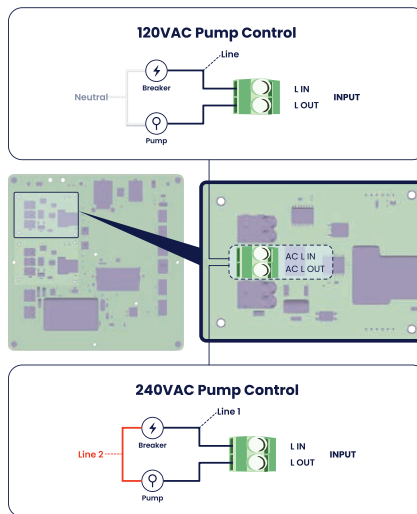 120VAC Pump Control
Line
Neutral
Breaker
L IN
L OUT
INPUT
Pump
AC L IN
AC L OUT
240VAC Pump Control
Line 1
Line 2
Breaker
L IN
L OUT
INPUT
Pump